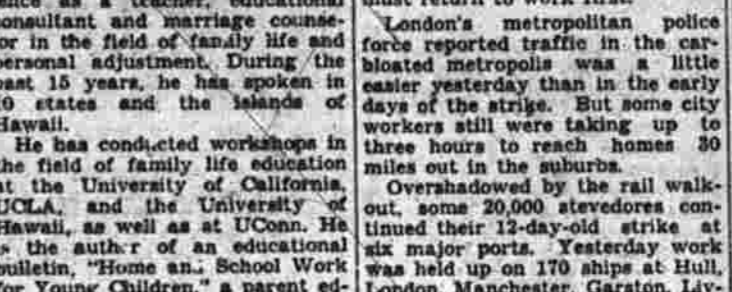 as a teacher, educational
consultant and marriage counse-
or in the field of family life and
personal adjustment. During the
past 15 years, he has spoken in
states and the islands of
Hawaii.
He has conducted workshops in
the field of family life education
at the University of California,
UCLA, and the University of
Hawaii, as well as at UConn. He
is the author of an educational
bulletin, "Home and School Work
for Young Children," a parent ed-
must return to work first.
London's metropolitan police
force reported traffic in the car-
bloated metropolis was a little
easier yesterday than in the early
days of the strike. But some city
workers still were taking up to
three hours to reach homes 30
miles out in the suburbs.
Overshadowed by the rail walk-
out, some 20,000 stevedores con-
tinued their 12-day-old strike at
six major ports. Yesterday work
was held up on 170 ships at Hull,
London, Manchester, Garston, Liv-